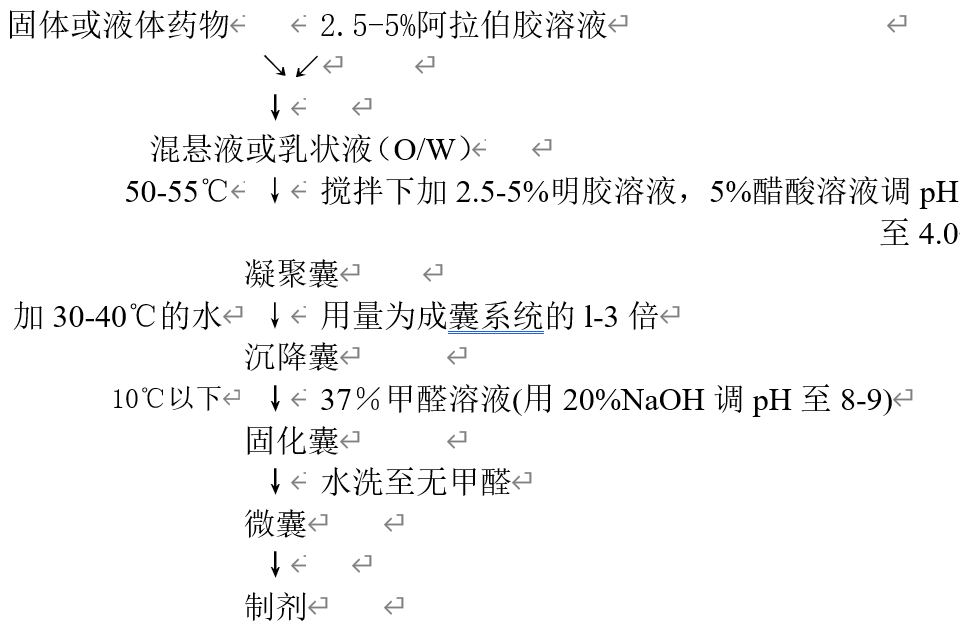 固体或液体药物 2.5-5%阿拉伯胶溶液
↘↙
↓
混悬液或乳状液（O/W）
50-55℃ ↓ 搅拌下加 2.5-5%明胶溶液，5%醋酸溶液调 pH
至 4.0
凝聚囊
加 30-40℃的水 ↓ 用量为成囊系统的 l-3 倍
沉降囊
10℃以下 ↓ 37％甲醛溶液(用 20%NaOH 调 pH 至 8-9)
固化囊
↓ 水洗至无甲醛
微囊
↓
制剂